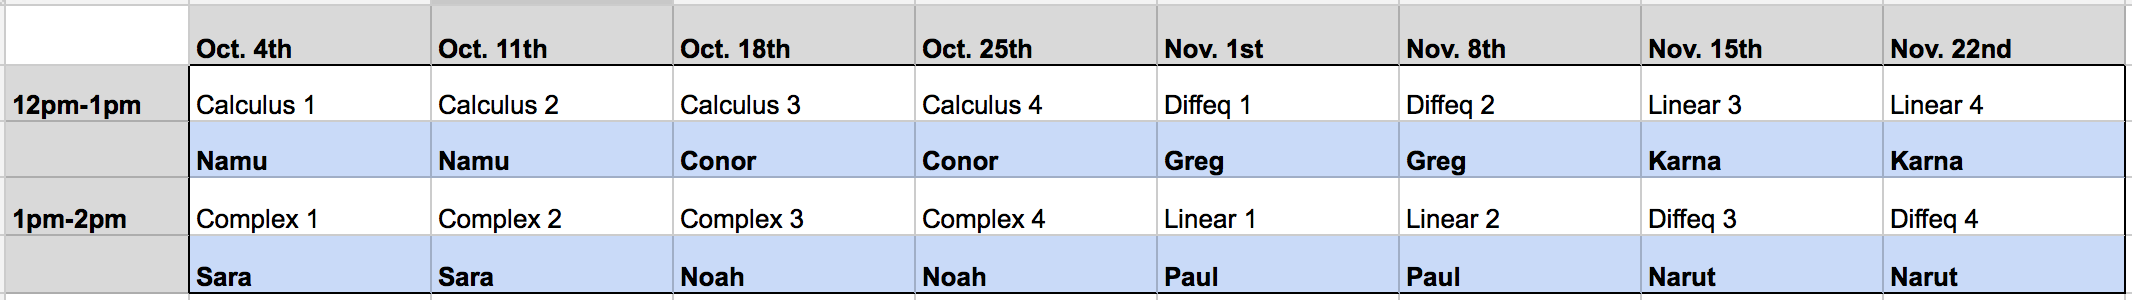 Oct. 4th Oct. 11th Oct. 18th Oct. 25th Nov. 1st Nov. 8th Nov. 15th Nov. 22nd
12pm-1pm Calculus 1 Calculus 2 Calculus 3 Calculus 4 Diffeq 1 Diffeq 2 Linear 3 Linear 4
Namu Namu Conor Conor Greg Greg Karna Karna
1pm-2pm Complex 1 Complex 2 Complex 3 Complex 4 Linear 1 Linear 2 Diffeq 3 Diffeq 4
Sara Sara Noah Noah Paul Paul Narut Narut